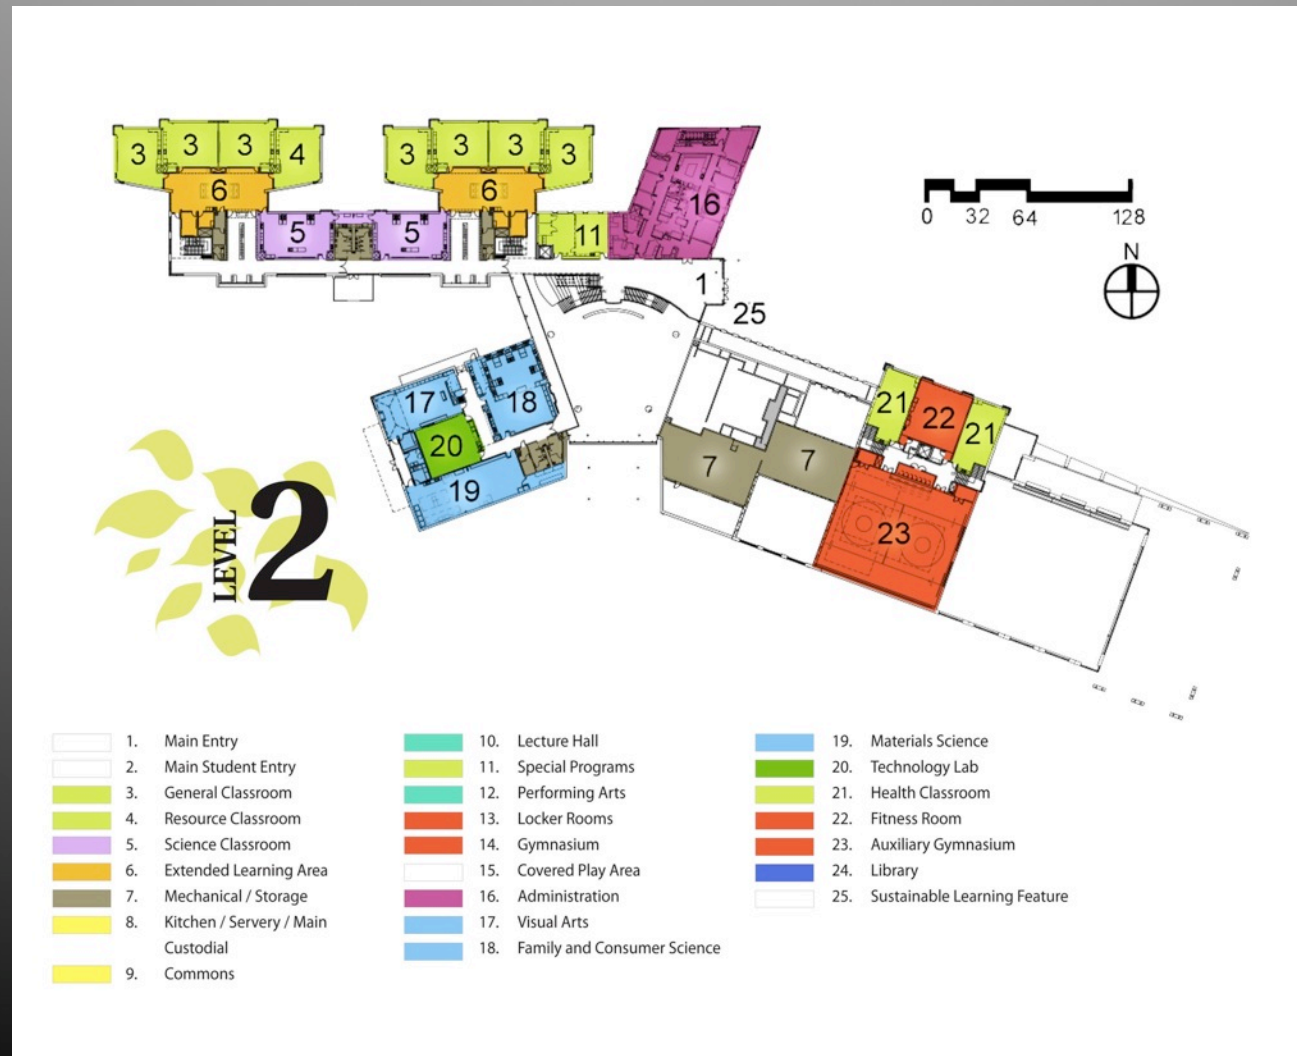 3 3 3 4 3 3 3 3
6 6 16
5 5 11
0 32 64 128
N
1
25
17 18 21 22 21
20 7 7
19
23
LEVEL 2
1. Main Entry
2. Main Student Entry
3. General Classroom
4. Resource Classroom
5. Science Classroom
6. Extended Learning Area
7. Mechanical / Storage
8. Kitchen / Servery / Main
Custodial
9. Commons
10. Lecture Hall
11. Special Programs
12. Performing Arts
13. Locker Rooms
14. Gymnasium
15. Covered Play Area
16. Administration
17. Visual Arts
18. Family and Consumer Science
19. Materials Science
20. Technology Lab
21. Health Classroom
22. Fitness Room
23. Auxiliary Gymnasium
24. Library
25. Sustainable Learning Feature